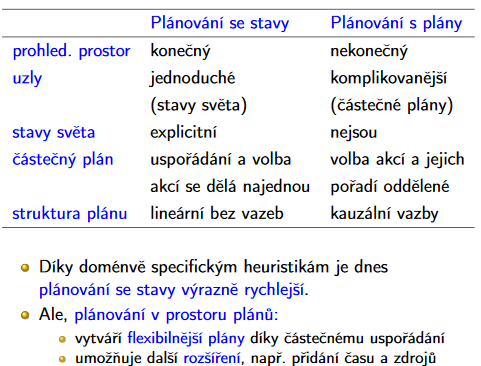 Plánování se stavy Plánování s plány
prohled. prostor konečný nekonečný
uzly jednoduché komplikovanější
(stavy světa) (částečné plány)
stavy světa explicitní nejsou
částečný plán uspořádání a volba volba akcí a jejich
akcí se dělá najednou pořadí oddělené
struktura plánu lineární bez vazeb kauzální vazby
Díky doménvě specifickým heuristikám je dnes
plánování se stavy výrazně rychlejší.
Ale, plánování v prostoru plánů:
vytváří flexibilnější plány díky částečnému uspořádání
umožňuje další rozšíření, např. přidání času a zdrojů